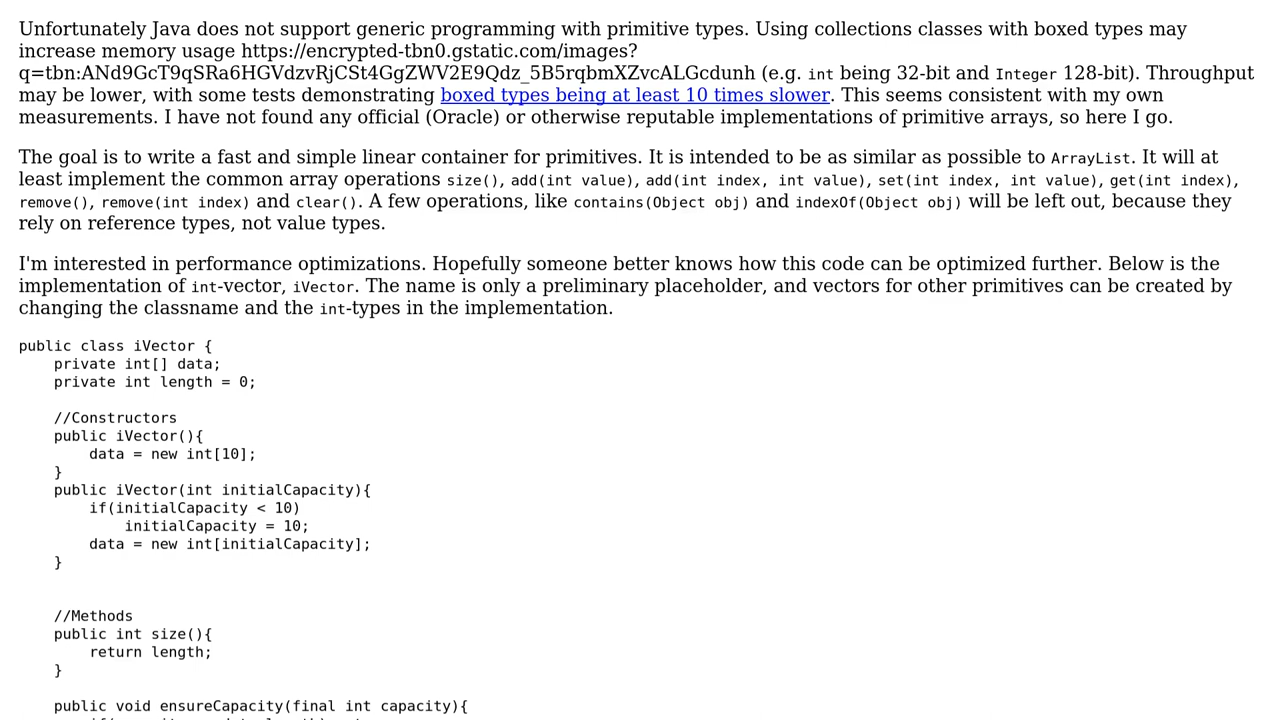 Unfortunately Java does not support generic programming with primitive types. Using collections classes with boxed types may
increase memory usage https://encrypted-tbn0.gstatic.com/images?
q=tbn:ANd9GcT9qSRa6HGVdzvRjCSt4GgZWV2E9Qdz_5B5rqbmXZvcALGcdunh (e.g. int being 32-bit and Integer 128-bit). Throughput
may be lower, with some tests demonstrating boxed types being at least 10 times slower. This seems consistent with my own
measurements. I have not found any official (Oracle) or otherwise reputable implementations of primitive arrays, so here I go.
The goal is to write a fast and simple linear container for primitives. It is intended to be as similar as possible to ArrayList. It will at
least implement the common array operations size(), add(int value), add(int index, int value), set(int index, int value), get(int index),
remove(), remove(int index) and clear(). A few operations, like contains(Object obj) and indexOf(Object obj) will be left out, because they
rely on reference types, not value types.
I'm interested in performance optimizations. Hopefully someone better knows how this code can be optimized further. Below is the
implementation of int-vector, iVector. The name is only a preliminary placeholder, and vectors for other primitives can be created by
changing the classname and the int-types in the implementation.
public class iVector {
    private int[] data;
    private int length = 0;
    //Constructors
    public iVector(){
        data = new int[10];
    }
    public iVector(int initialCapacity){
        if(initialCapacity < 10)
            initialCapacity = 10;
        data = new int[initialCapacity];
    }
    //Methods
    public int size(){
        return length;
    }
    public void ensureCapacity(final int capacity){